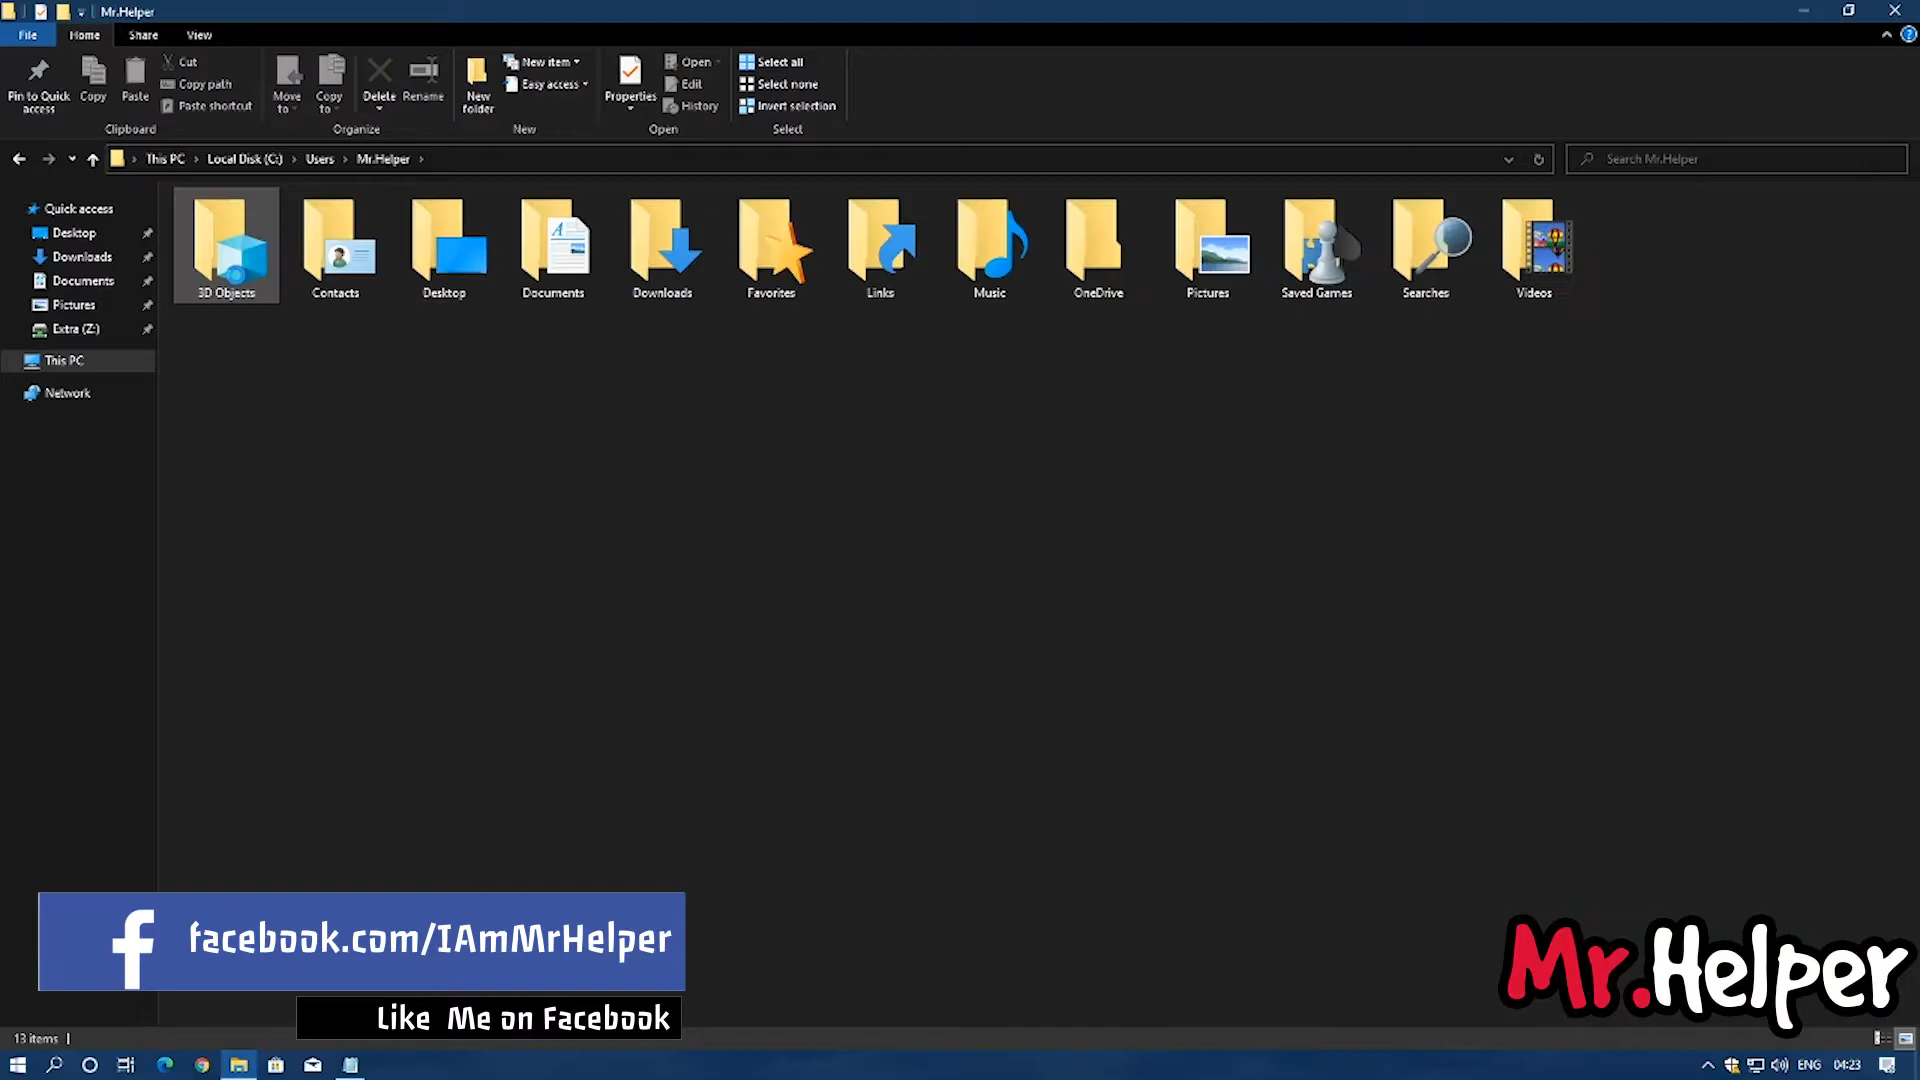 Mr.Helper
File Home Share View
Pin to Quick access
Copy
Paste
Cut
Copy path
Paste shortcut
Clipboard
Move to
Copy to
Delete
Rename
Organize
New folder
New item
Easy access
New
Properties
Open
Edit
History
Open
Select all
Select none
Invert selection
Select
This PC › Local Disk (C:) › Users › Mr.Helper ›
Search Mr.Helper
Quick access
Desktop
Downloads
Documents
Pictures
Extra (Z:)
This PC
Network
3D Objects Contacts Desktop Documents Downloads Favorites Links Music OneDrive Pictures Saved Games Searches Videos
facebook.com/IAmMrHelper
Like Me on Facebook
Mr.Helper
13 items
ENG 04:23